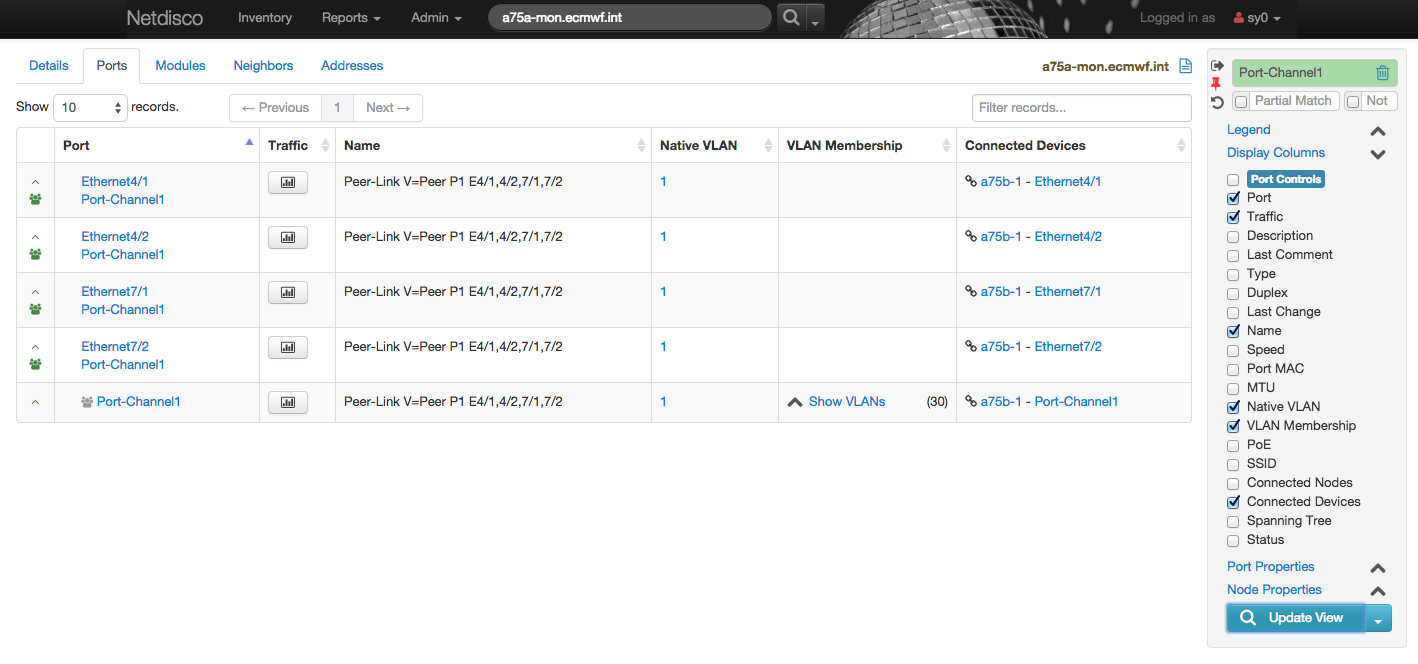 Netdisco Inventory Reports Admin a75a-mon.ecmwf.int Logged in as sy0
Details Ports Modules Neighbors Addresses a75a-mon.ecmwf.int
Show 10 records. ← Previous 1 Next → Filter records...
Port Traffic Name Native VLAN VLAN Membership Connected Devices
Ethernet4/1 Peer-Link V=Peer P1 E4/1,4/2,7/1,7/2 1 a75b-1 - Ethernet4/1
Port-Channel1
Ethernet4/2 Peer-Link V=Peer P1 E4/1,4/2,7/1,7/2 1 a75b-1 - Ethernet4/2
Port-Channel1
Ethernet7/1 Peer-Link V=Peer P1 E4/1,4/2,7/1,7/2 1 a75b-1 - Ethernet7/1
Port-Channel1
Ethernet7/2 Peer-Link V=Peer P1 E4/1,4/2,7/1,7/2 1 a75b-1 - Ethernet7/2
Port-Channel1
Port-Channel1 Peer-Link V=Peer P1 E4/1,4/2,7/1,7/2 1 Show VLANs (30) a75b-1 - Port-Channel1
Port-Channel1
Partial Match Not
Legend
Display Columns
Port Controls
Port
Traffic
Description
Last Comment
Type
Duplex
Last Change
Name
Speed
Port MAC
MTU
Native VLAN
VLAN Membership
PoE
SSID
Connected Nodes
Connected Devices
Spanning Tree
Status
Port Properties
Node Properties
Update View